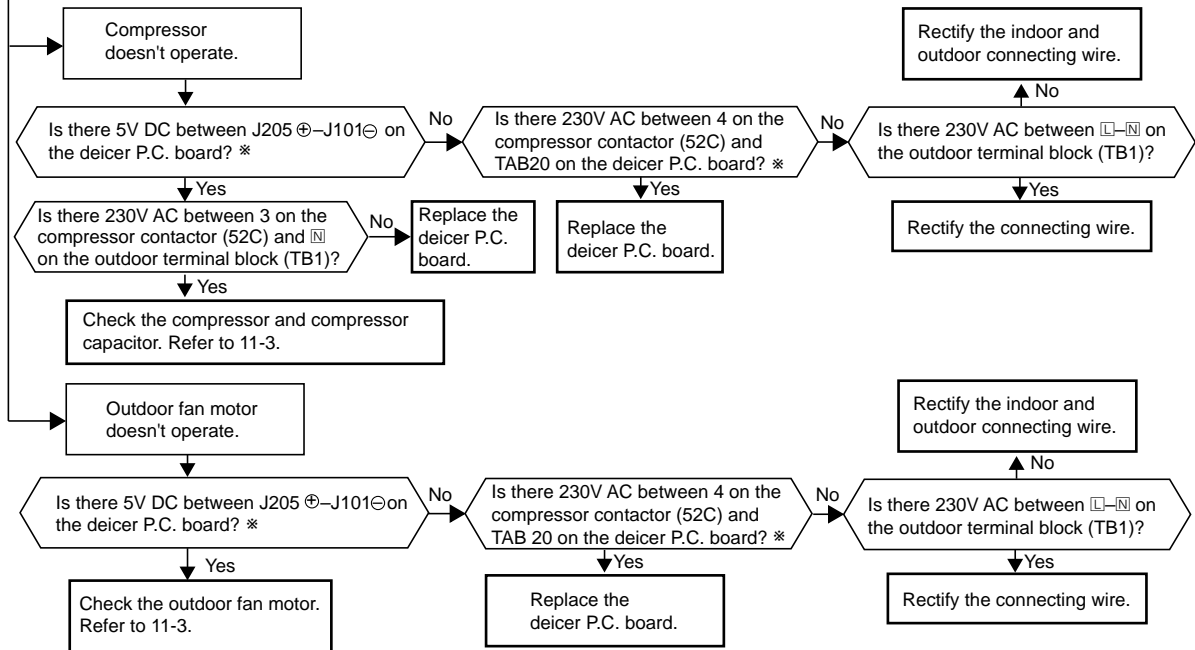 Compressor
doesn't operate.
Rectify the indoor and
outdoor connecting wire.
No
Is there 5V DC between J205 ⊕–J101⊖ on
the deicer P.C. board? ※
No
Is there 230V AC between 4 on the
compressor contactor (52C) and
TAB20 on the deicer P.C. board? ※
No
Is there 230V AC between L–N on
the outdoor terminal block (TB1)?
Yes
Yes
Yes
Is there 230V AC between 3 on the
compressor contactor (52C) and N
on the outdoor terminal block (TB1)?
No
Replace the
deicer P.C.
board.
Replace the
deicer P.C. board.
Rectify the connecting wire.
Yes
Check the compressor and compressor
capacitor. Refer to 11-3.
Outdoor fan motor
doesn't operate.
Rectify the indoor and
outdoor connecting wire.
No
Is there 5V DC between J205 ⊕–J101⊖on
the deicer P.C. board? ※
No
Is there 230V AC between 4 on the
compressor contactor (52C) and
TAB 20 on the deicer P.C. board? ※
No
Is there 230V AC between L–N on
the outdoor terminal block (TB1)?
Yes
Yes
Yes
Check the outdoor fan motor.
Refer to 11-3.
Replace the
deicer P.C. board.
Rectify the connecting wire.